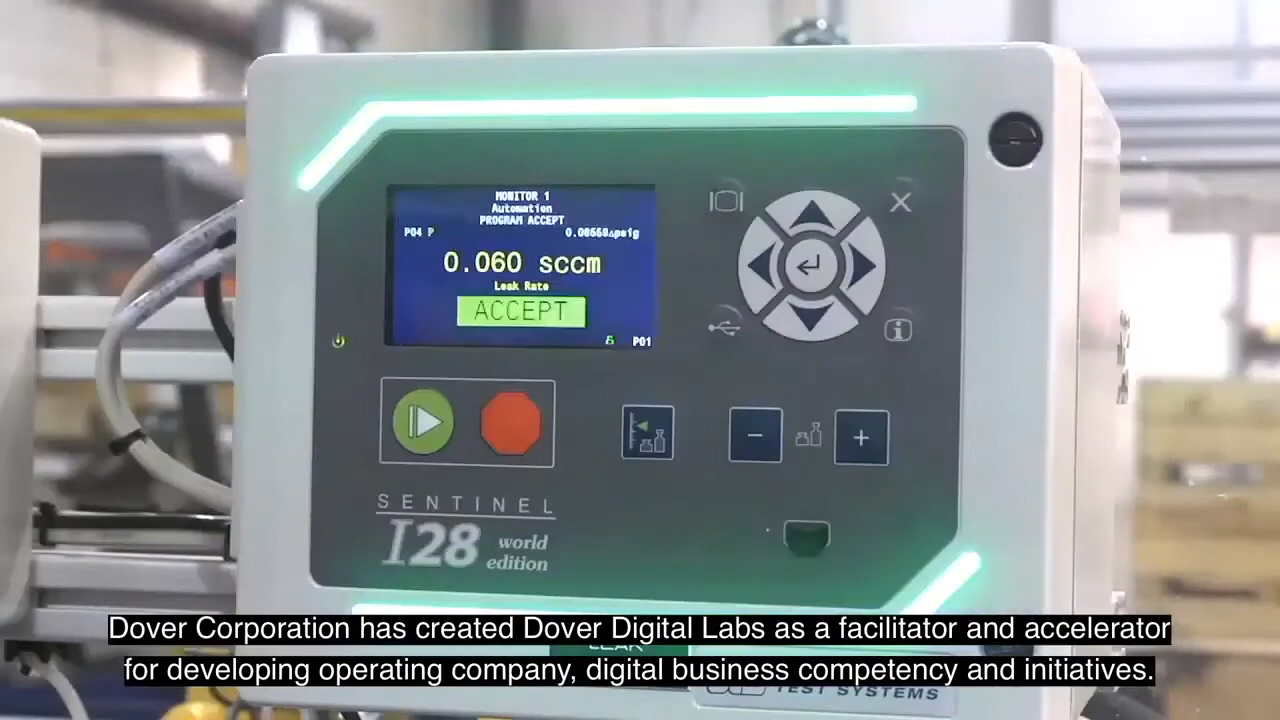 MONITOR 1
Automation
PROGRAM ACCEPT
P04 P
0.060 sccm
Leak Rate
ACCEPT
P01
SENTINEL
I28 world
edition
Dover Corporation has created Dover Digital Labs as a facilitator and accelerator
for developing operating company, digital business competency and initiatives.
TEST SYSTEMS